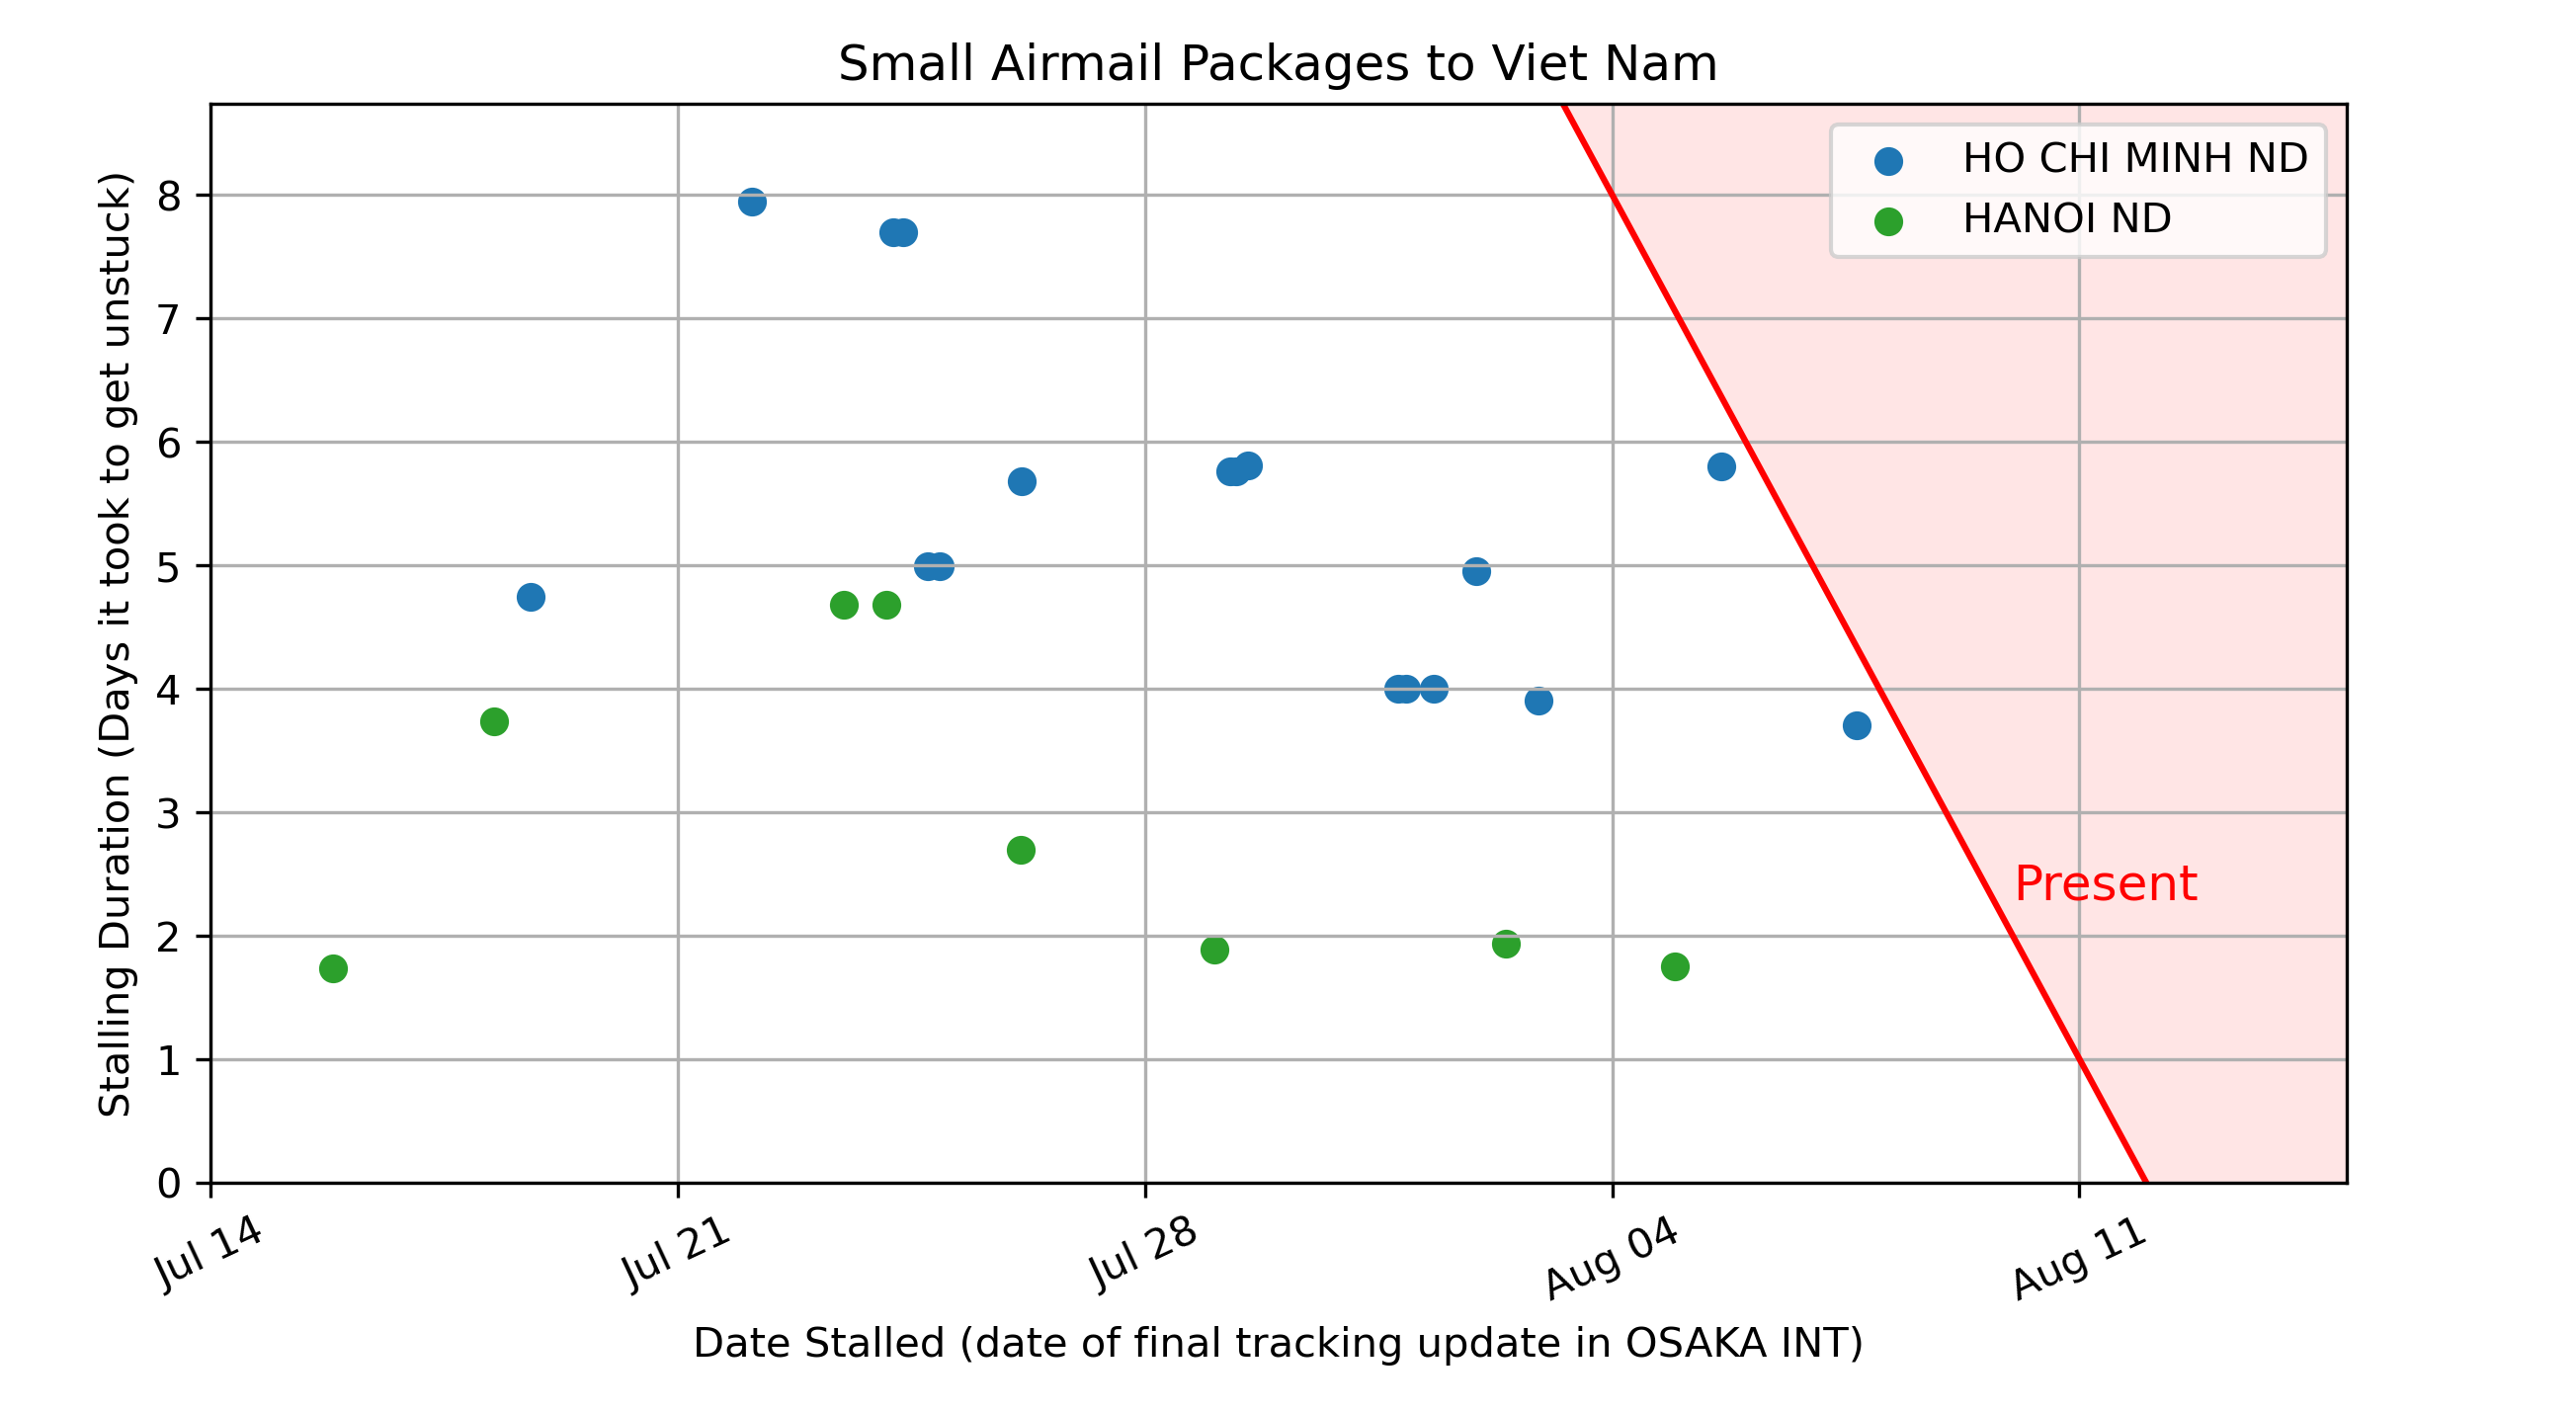 Small Airmail Packages to Viet Nam
Stalling Duration (Days it took to get unstuck)
8
7
6
5
4
3
2
1
0
HO CHI MINH ND
HANOI ND
Present
Jul 14
Jul 21
Jul 28
Aug 04
Aug 11
Date Stalled (date of final tracking update in OSAKA INT)